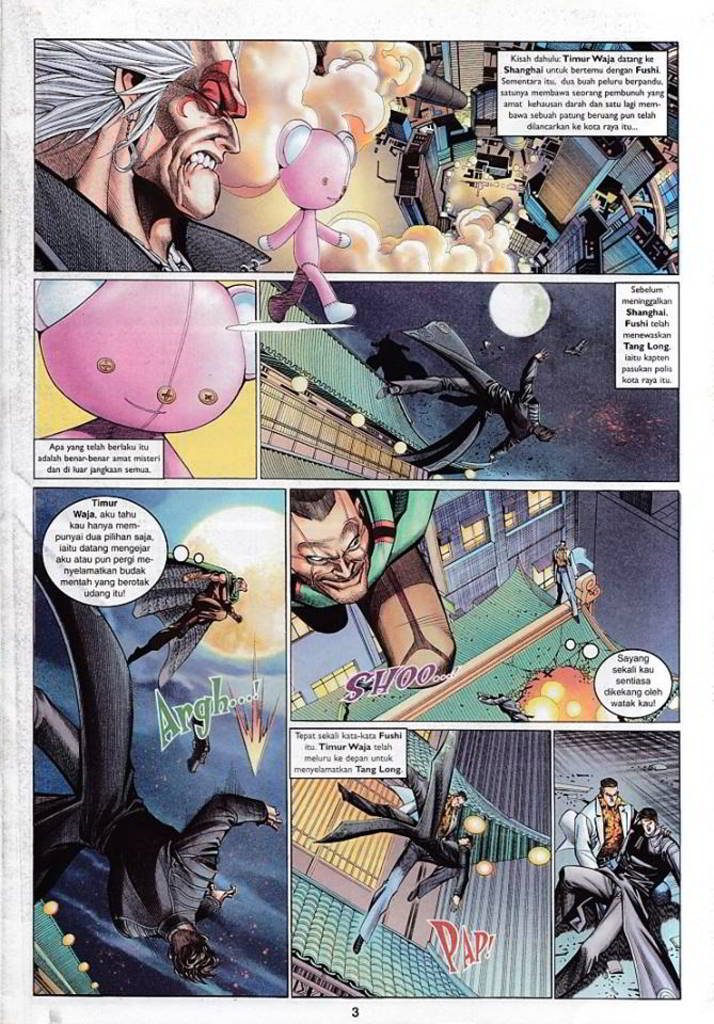 Kisah dahulu: Timur Waja datang ke
Shanghai untuk bertemu dengan Fushi.
Sementara itu, dua buah peluru berpandu,
satunya membawa seorang pembunuh yang
amat kehausan darah dan satu lagi mem-
bawa sebuah patung beruang pun telah
dilancarkan ke kota raya itu...
Sebelum
meninggalkan
Shanghai,
Fushi telah
menewaskan
Tang Long,
iaitu kapten
pasukan polis
kota raya itu.
Apa yang telah berlaku itu
adalah benar-benar amat misteri
dan di luar jangkaan semua.
Timur
Waja, aku tahu
kau hanya mem-
punyai dua pilihan saja,
iaitu datang mengejar
aku atau pun pergi me-
nyelamatkan budak
mentah yang berotak
udang itu!
Argh...!
SHOO...!
Sayang
sekali kau
sentiasa
dikekang oleh
watak kau!
Tepat sekali kata-kata Fushi
itu. Timur Waja telah
meluru ke depan untuk
menyelamatkan Tang Long.
PAP!
3